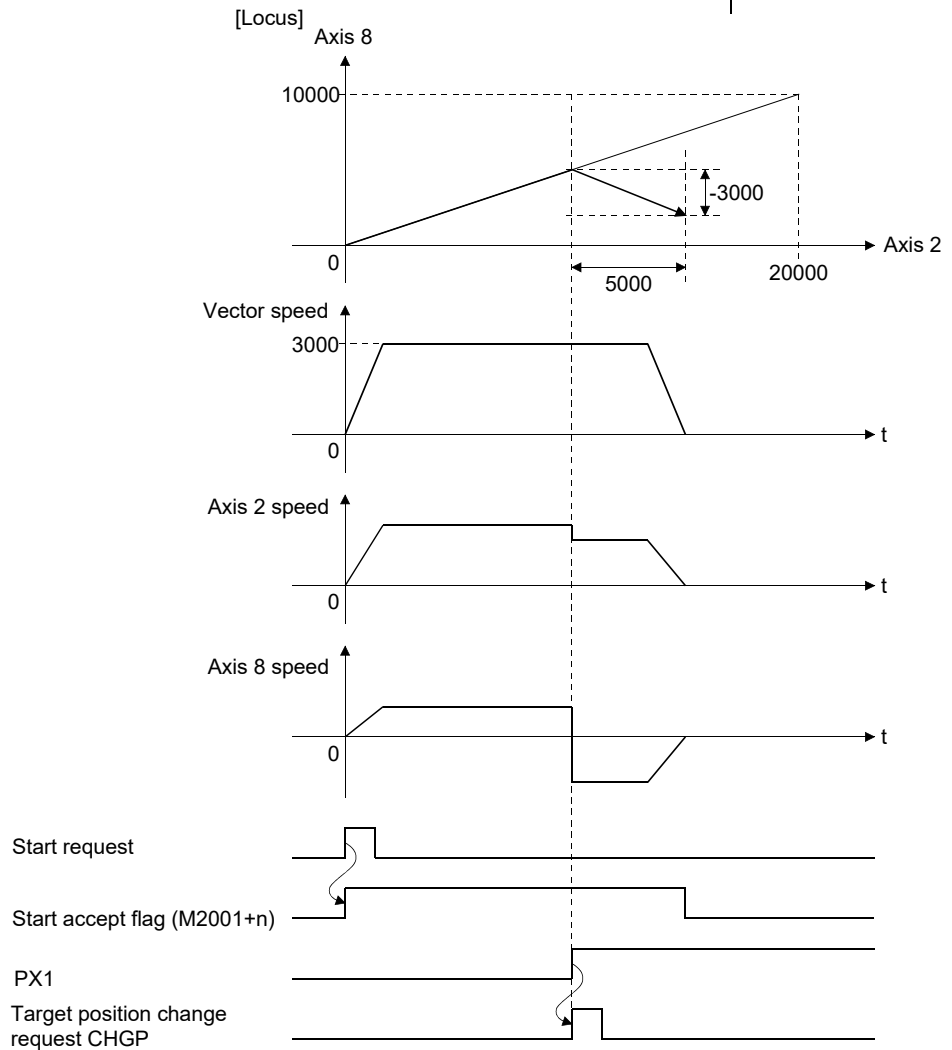 [Locus]
Axis 8
10000
-3000
0
Axis 2
5000
20000
Vector speed
3000
0
t
Axis 2 speed
0
t
Axis 8 speed
0
t
Start request
Start accept flag (M2001+n)
PX1
Target position change
request CHGP